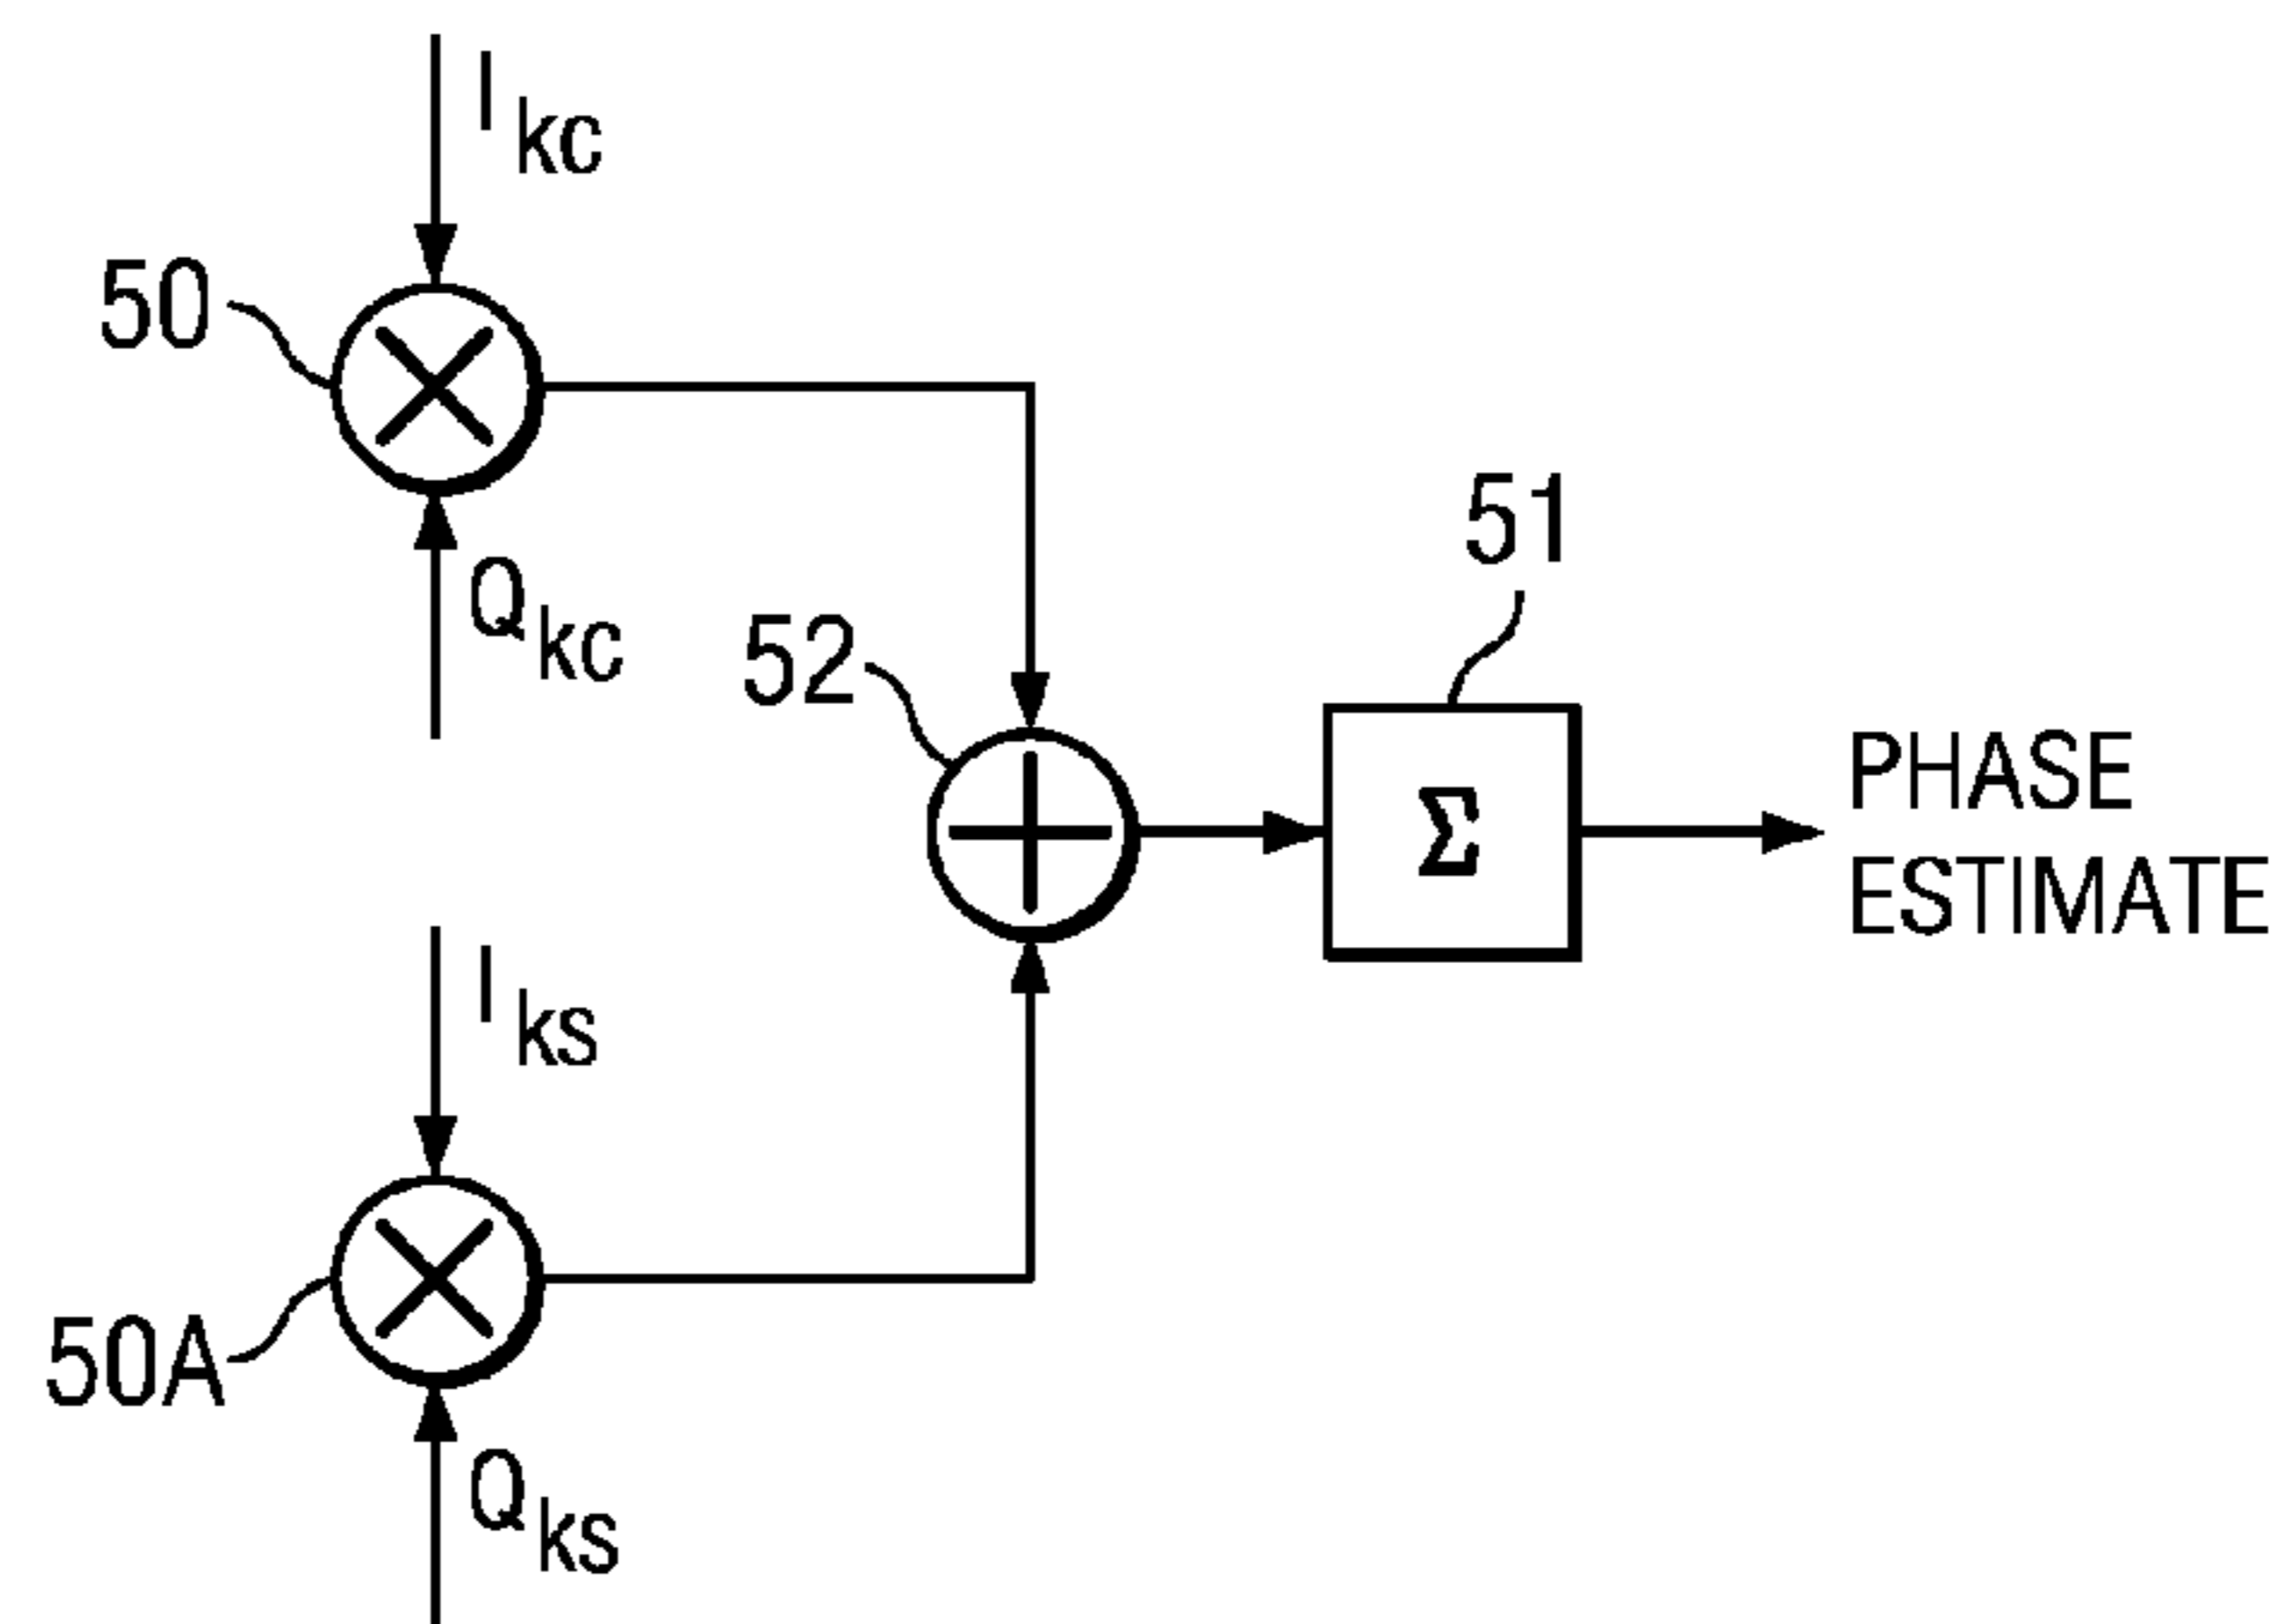 I kc
50
Q kc
51
52
Σ
PHASE
ESTIMATE
I ks
50A
Q ks